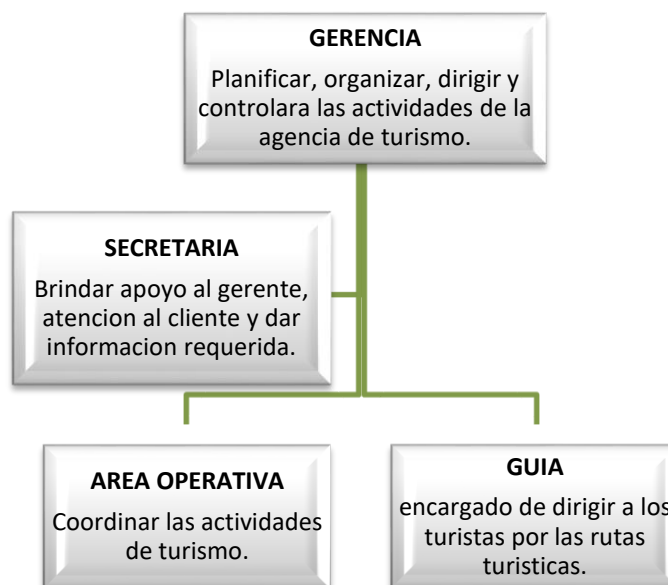 GERENCIA
Planificar, organizar, dirigir y
controlara las actividades de la
agencia de turismo.
SECRETARIA
Brindar apoyo al gerente,
atencion al cliente y dar
informacion requerida.
AREA OPERATIVA
Coordinar las actividades
de turismo.
GUIA
encargado de dirigir a los
turistas por las rutas
turisticas.